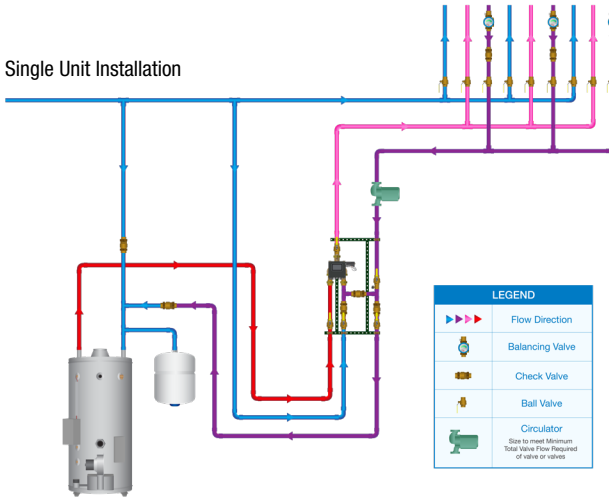 Single Unit Installation
LEGEND
Flow Direction
Balancing Valve
Check Valve
Ball Valve
Circulator
Size to meet Minimum
Total Valve Flow Required
of valve or valves